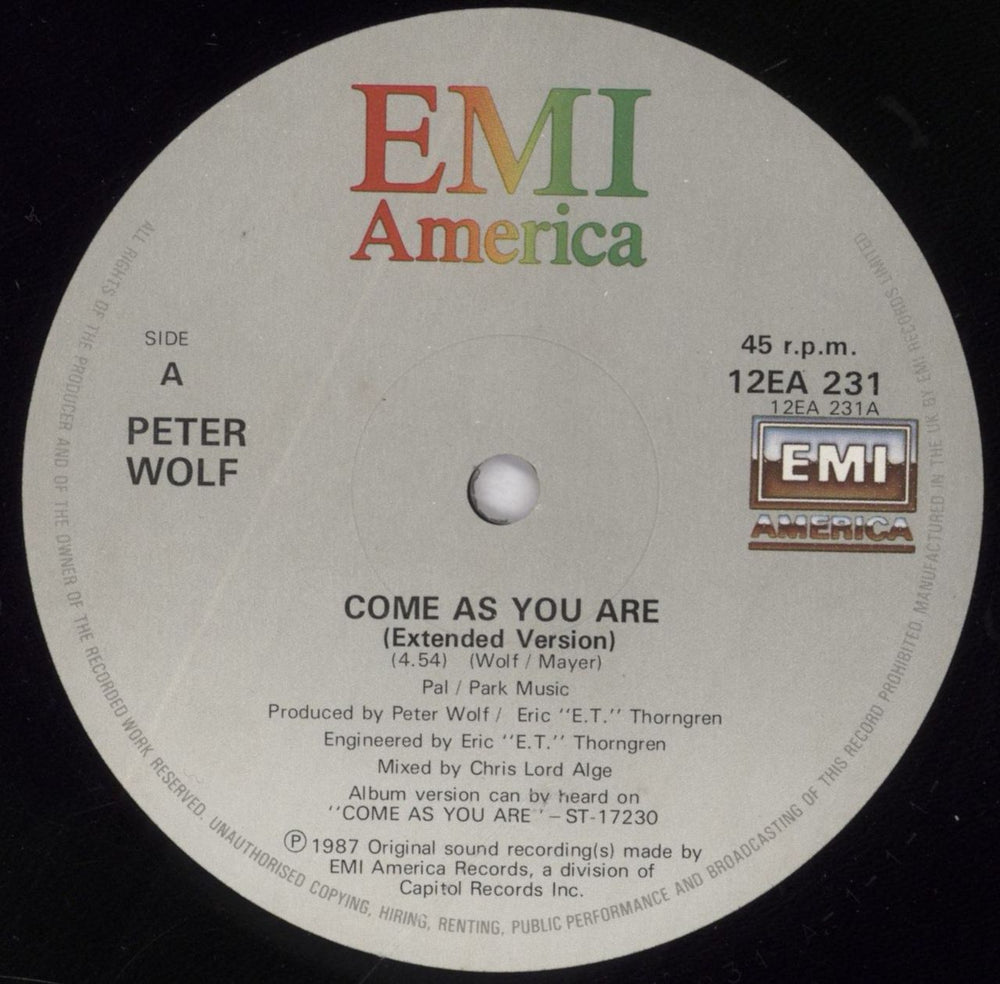 EMI
America
SIDE
A
PETER
WOLF
45 r.p.m.
12EA 231
12EA 231A
EMI
AMERICA
COME AS YOU ARE
(Extended Version)
(4.54) (Wolf / Mayer)
Pal / Park Music
Produced by Peter Wolf / Eric "E.T." Thorngren
Engineered by Eric "E.T." Thorngren
Mixed by Chris Lord Alge
Album version can by heard on
"COME AS YOU ARE ' – ST-17230
Ⓟ 1987 Original sound recording(s) made by
EMI America Records, a division of
Capitol Records Inc.
ALL RIGHTS OF THE PRODUCER AND OF THE OWNER OF THE RECORDED WORK RESERVED. UNAUTHORISED COPYING, HIRING, RENTING, PUBLIC PERFORMANCE AND BROADCASTING OF THIS RECORD PROHIBITED. MANUFACTURED IN THE UK BY EMI RECORDS LIMITED